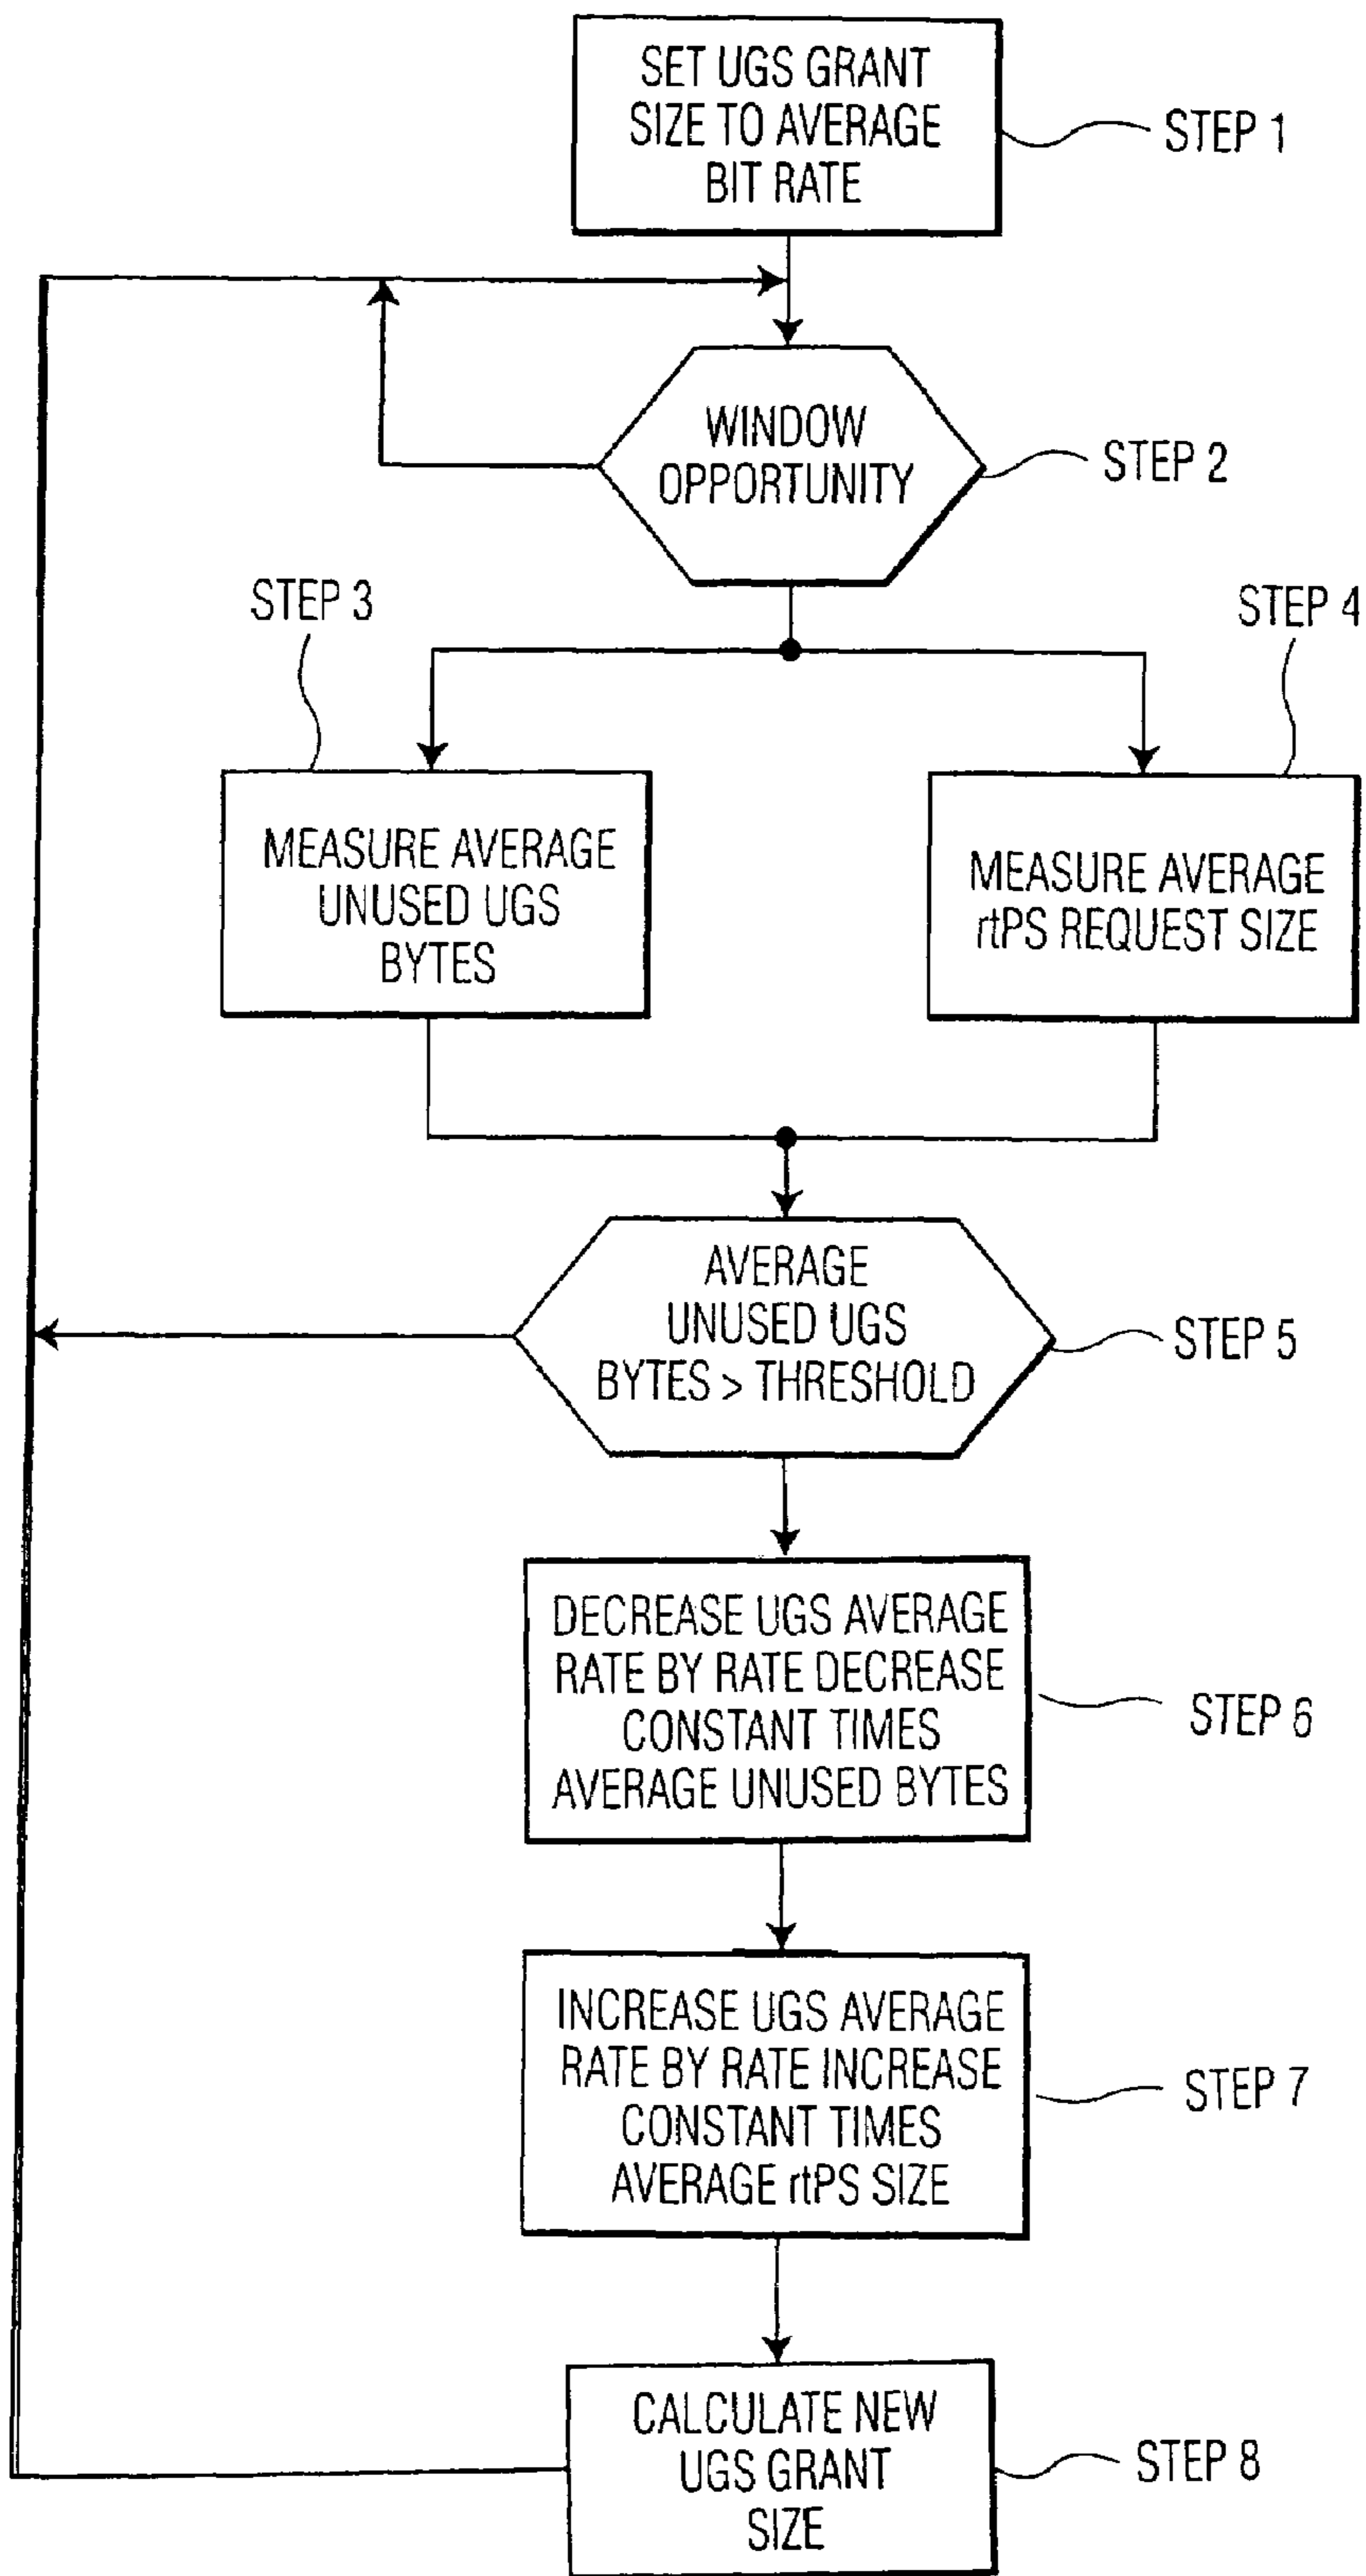 SET UGS GRANT
SIZE TO AVERAGE
BIT RATE
STEP 1
WINDOW
OPPORTUNITY
STEP 2
STEP 3
STEP 4
MEASURE AVERAGE
UNUSED UGS
BYTES
MEASURE AVERAGE
rtPS REQUEST SIZE
AVERAGE
UNUSED UGS
BYTES > THRESHOLD
STEP 5
DECREASE UGS AVERAGE
RATE BY RATE DECREASE
CONSTANT TIMES
AVERAGE UNUSED BYTES
STEP 6
INCREASE UGS AVERAGE
RATE BY RATE INCREASE
CONSTANT TIMES
AVERAGE rtPS SIZE
STEP 7
CALCULATE NEW
UGS GRANT
SIZE
STEP 8